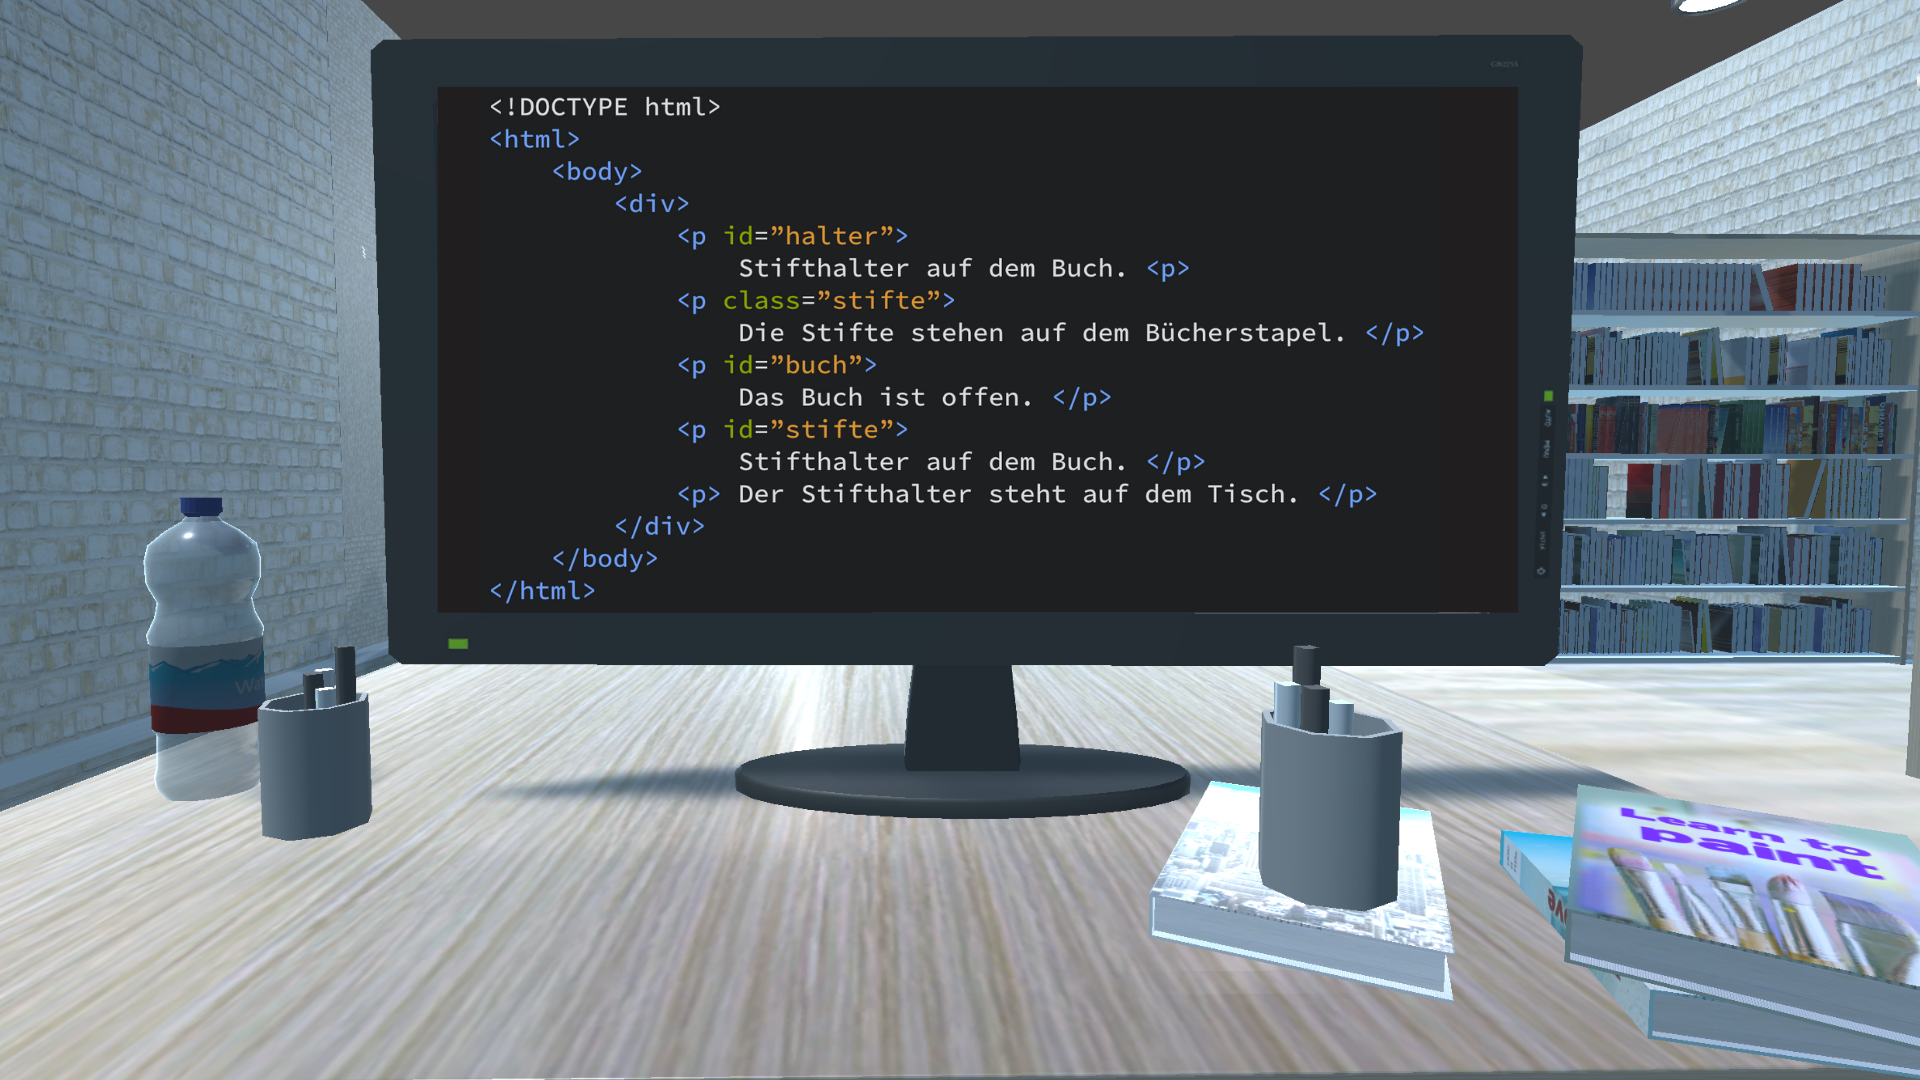 <!DOCTYPE html>
<html>
<body>
<div>
<p id=”halter”>
Stifthalter auf dem Buch. <p>
<p class=”stifte”>
Die Stifte stehen auf dem Bücherstapel. </p>
<p id=”buch”>
Das Buch ist offen. </p>
<p id=”stifte”>
Stifthalter auf dem Buch. </p>
<p> Der Stifthalter steht auf dem Tisch. </p>
</div>
</body>
</html>
Learn to
paint